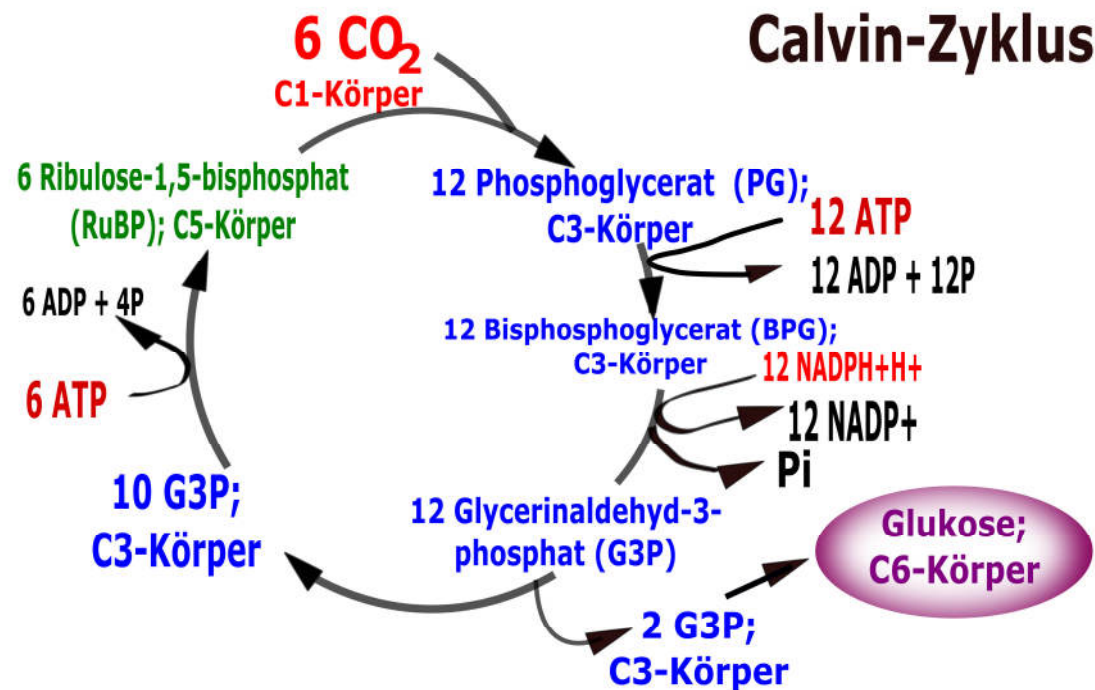 Calvin-Zyklus
6 CO2
C1-Körper
6 Ribulose-1,5-bisphosphat
(RuBP); C5-Körper
12 Phosphoglycerat (PG);
C3-Körper
12 ATP
12 ADP + 12P
12 Bisphosphoglycerat (BPG);
C3-Körper
12 NADPH+H+
12 NADP+
Pi
12 Glycerinaldehyd-3-
phosphat (G3P)
Glukose;
C6-Körper
2 G3P;
C3-Körper
10 G3P;
C3-Körper
6 ATP
6 ADP + 4P